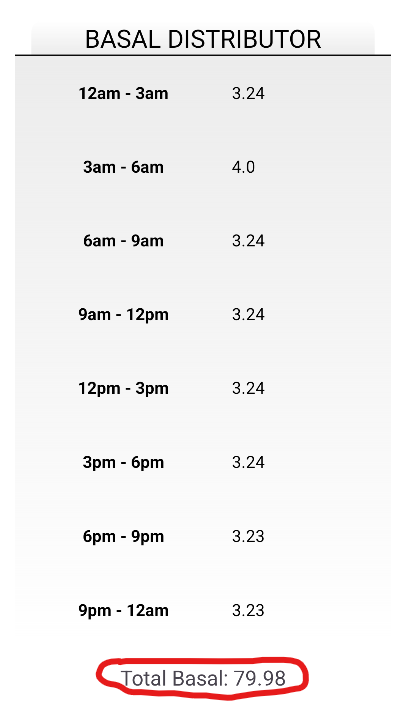 BASAL DISTRIBUTOR
12am - 3am 3.24
3am - 6am 4.0
6am - 9am 3.24
9am - 12pm 3.24
12pm - 3pm 3.24
3pm - 6pm 3.24
6pm - 9pm 3.23
9pm - 12am 3.23
Total Basal: 79.98